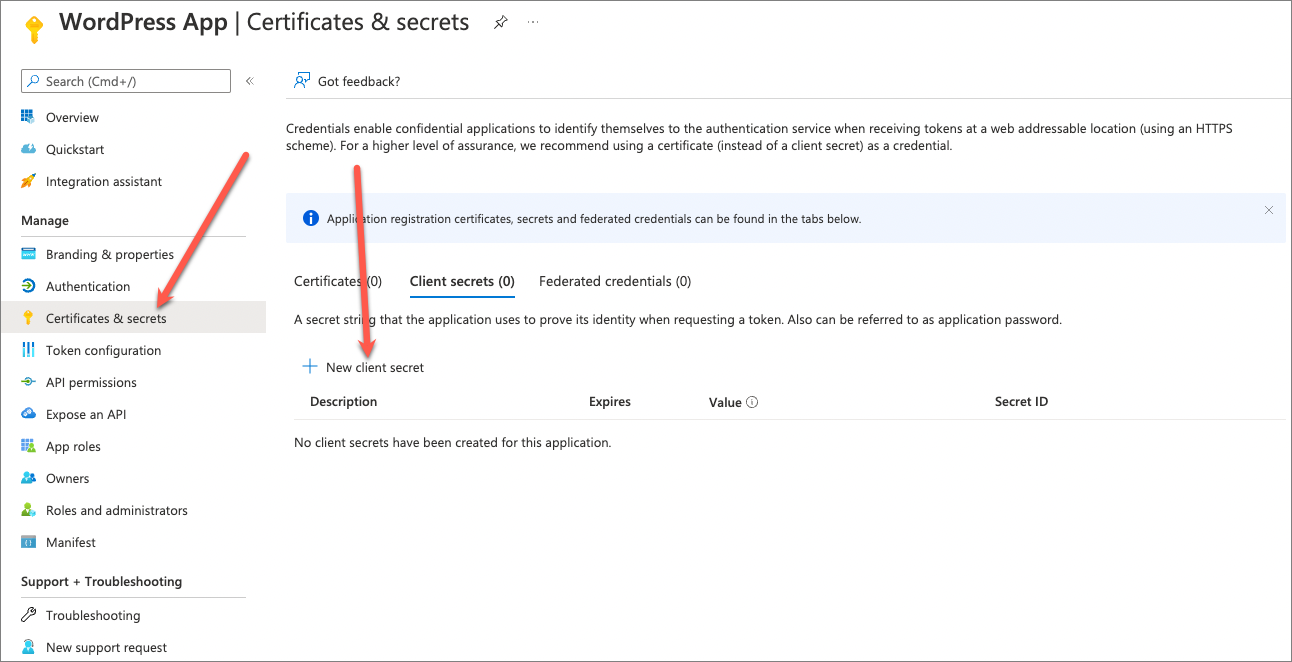 WordPress App | Certificates & secrets
Search (Cmd+/)
Overview
Quickstart
Integration assistant
Manage
Branding & properties
Authentication
Certificates & secrets
Token configuration
API permissions
Expose an API
App roles
Owners
Roles and administrators
Manifest
Support + Troubleshooting
Troubleshooting
New support request
Got feedback?
Credentials enable confidential applications to identify themselves to the authentication service when receiving tokens at a web addressable location (using an HTTPS
scheme). For a higher level of assurance, we recommend using a certificate (instead of a client secret) as a credential.
Application registration certificates, secrets and federated credentials can be found in the tabs below.
Certificates (0) Client secrets (0) Federated credentials (0)
A secret string that the application uses to prove its identity when requesting a token. Also can be referred to as application password.
New client secret
Description Expires Value Secret ID
No client secrets have been created for this application.